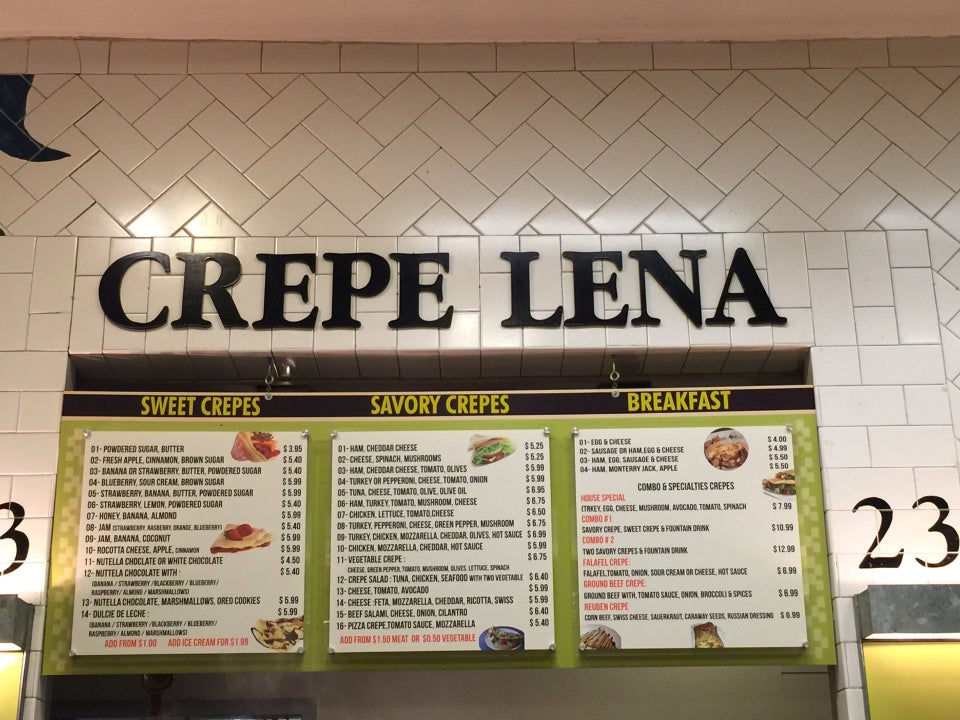 CREPE LENA
SWEET CREPES
01- POWDERED SUGAR, BUTTER $ 3.95
02- FRESH APPLE, CINNAMON, BROWN SUGAR $ 5.40
03- BANANA OR STRAWBERRY, BUTTER, POWDERED SUGAR $ 5.40
04- BLUEBERRY, SOUR CREAM, BROWN SUGAR $ 5.99
05- STRAWBERRY, BANANA, BUTTER, POWDERED SUGAR $ 5.99
06- STRAWBERRY, LEMON, POWDERED SUGAR $ 5.40
07- HONEY, BANANA, ALMOND $ 5.99
08- JAM (STRAWBERRY, RASBERRY, ORANGE, BLUEBERRY) $ 5.40
09- JAM, BANANA, COCONUT $ 5.99
10- ROCOTTA CHEESE, APPLE, CINNAMON $ 5.99
11- NUTELLA CHOCOLATE OR WHITE CHOCOLATE $ 4.50
12- NUTTELLA CHOCOLATE WITH : $ 5.40
(BANANA / STRAWBERRY /BLACKBERRY / BLUEBERRY /
RASPBERRY/ ALMOND / MARSHMALLOWS)
13- NUTELLA CHOCOLATE, MARSHMALLOWS, OREO COOKIES $ 5.99
14- DULCIE DE LECHE : $ 5.99
(BANANA / STRAWBERRY /BLACKBERRY / BLUEBERRY /
RASPBERRY/ ALMOND / MARSHMALLOWS)
ADD FROM $1.00 ADD ICE CREAM FOR $1.99
SAVORY CREPES
01- HAM, CHEDDAR CHEESE $ 5.25
02- CHEESE, SPINACH, MUSHROOMS $ 5.25
03- HAM, CHEDDAR CHEESE, TOMATO, OLIVES $ 5.99
04- TURKEY OR PEPPERONI, CHEESE, TOMATO, ONION $ 5.99
05- TUNA, CHEESE, TOMATO, OLIVE, OLIVE OIL $ 6.95
06- HAM, TURKEY, TOMATO, MUSHROOM, CHEESE $ 6.75
07- CHICKEN, LETTUCE, TOMATO,CHEESE $ 6.50
08- TURKEY, PEPPERONI, CHEESE, GREEN PEPPER, MUSHROOM $ 6.75
09- TURKEY, CHICKEN, MOZZARELLA, CHEDDAR, OLIVES, HOT SAUCE $ 6.99
10- CHICKEN, MOZZARELLA, CHEDDAR, HOT SAUCE $ 5.99
11- VEGETABLE CREPE : $ 6.75
CHEESE, GREEN PEPPER, TOMATO, MUSHROOMS, OLIVES, LETTUCE, SPINACH
12- CREPE SALAD : TUNA, CHICKEN, SEAFOOD WITH TWO VEGETABLE $ 6.40
13- CHEESE, TOMATO, AVOCADO $ 5.99
14- CHEESE :FETA, MOZZARELLA, CHEDDAR, RICOTTA, SWISS $ 5.99
15- BEEF SALAMI, CHEESE, ONION, CILANTRO $ 6.40
16- PIZZA CREPE,TOMATO SAUCE, MOZZARELLA $ 5.40
ADD FROM $1.50 MEAT OR $0.50 VEGETABLE
BREAKFAST
01- EGG & CHEESE $ 4.00
02- SAUSAGE OR HAM,EGG & CHEESE $ 4.99
03- HAM, EGG, SAUSAGE & CHEESE $ 5.50
04- HAM, MONTERRY JACK, APPLE $ 5.50
COMBO & SPECIALTIES CREPES
HOUSE SPECIAL
(TRKEY, EGG, CHEESE, MUSHROOM, AVOCADO, TOMATO, SPINACH $ 7.99
COMBO #1
SAVORY CREPE, SWEET CREPE & FOUNTAIN DRINK $10.99
COMBO # 2
TWO SAVORY CREPES & FOUNTAIN DRINK $12.99
FALAFEL CREPE:
FALAFEL,TOMATO, ONION, SOUR CREAM OR CHEESE, HOT SAUCE $ 6.99
GROUND BEEF CREPE:
GROUND BEEF WITH, TOMATO SAUCE, ONION, BROCCOLI & SPICES $ 6.99
REUBEN CREPE
CORN BEEF, SWISS CHEESE, SAUERKRAUT, CARAWAY SEEDS, RUSSIAN DRESSING $ 6.99
3
23